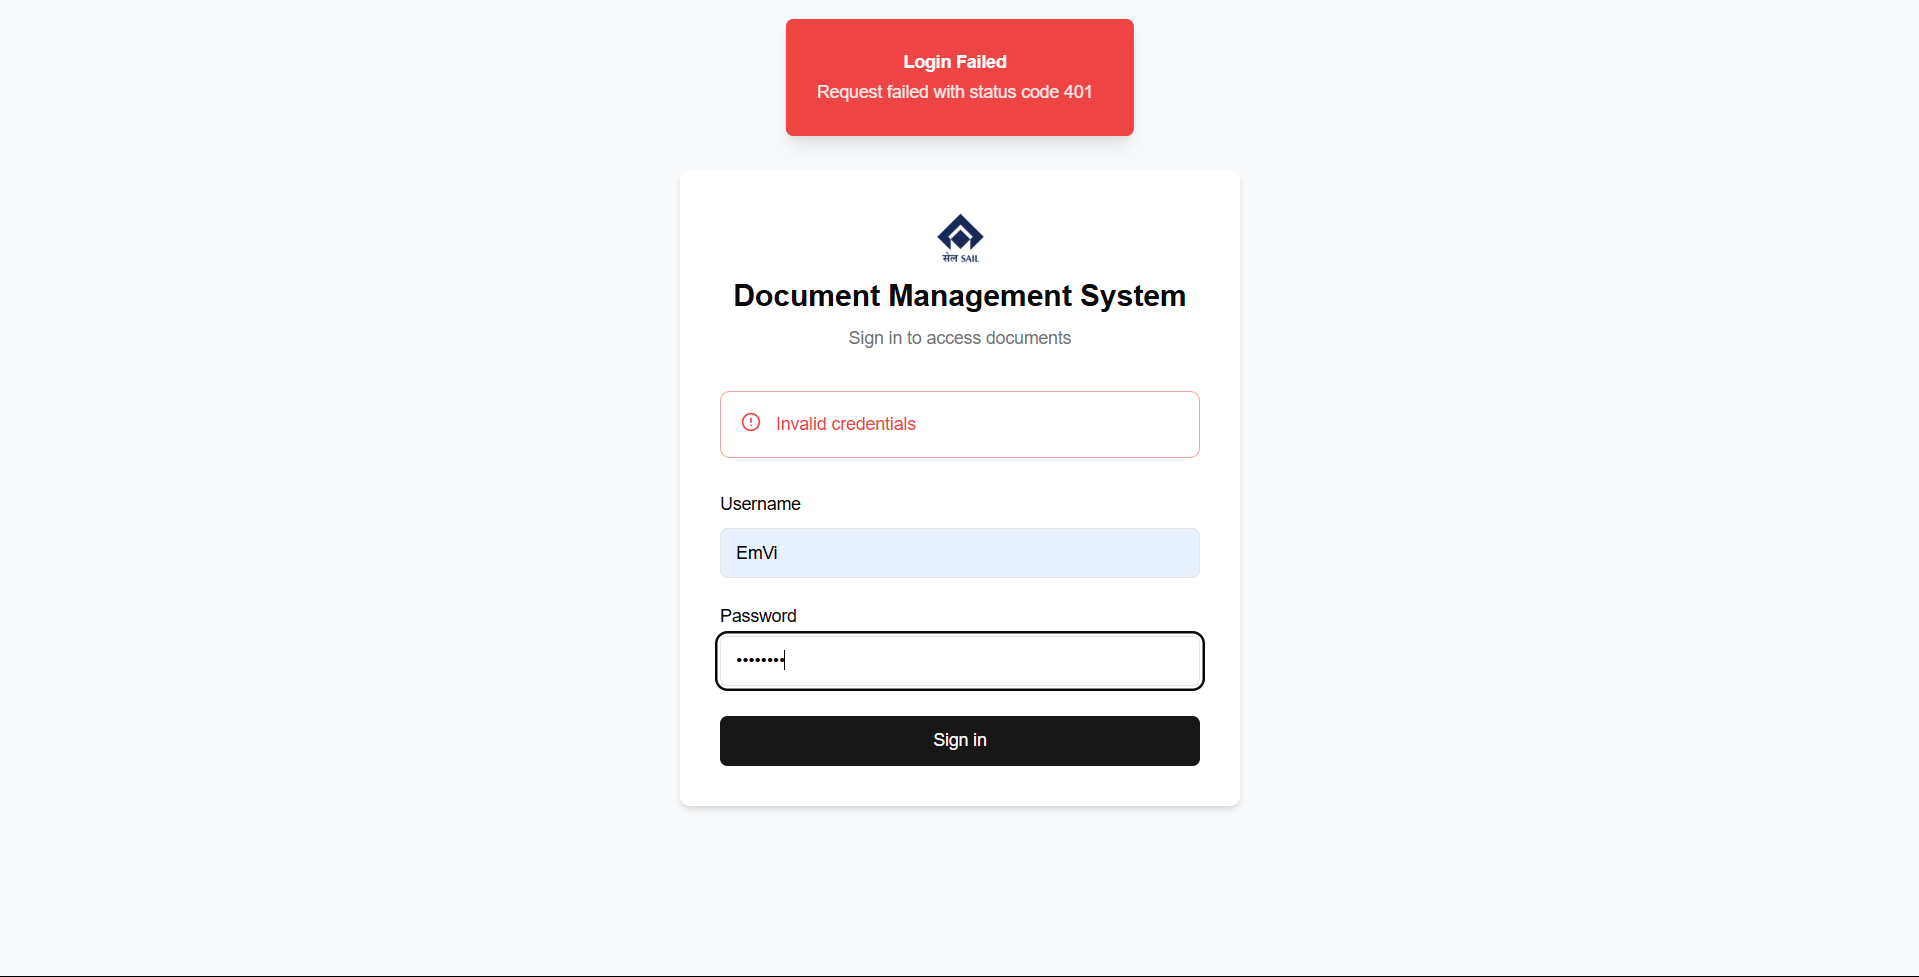 Login Failed
Request failed with status code 401
सेल SAIL
Document Management System
Sign in to access documents
Invalid credentials
Username
EmVi
Password
••••••••
Sign in